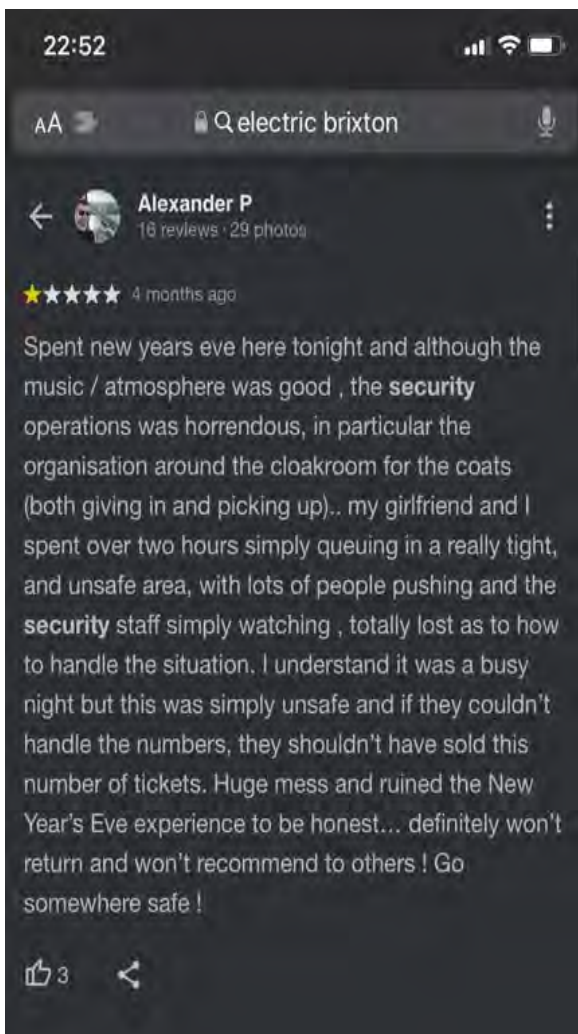 22:52
AA electric brixton
Alexander P
16 reviews · 29 photos
4 months ago
Spent new years eve here tonight and although the
music / atmosphere was good , the security
operations was horrendous, in particular the
organisation around the cloakroom for the coats
(both giving in and picking up).. my girlfriend and I
spent over two hours simply queuing in a really tight,
and unsafe area, with lots of people pushing and the
security staff simply watching , totally lost as to how
to handle the situation. I understand it was a busy
night but this was simply unsafe and if they couldn't
handle the numbers, they shouldn't have sold this
number of tickets. Huge mess and ruined the New
Year's Eve experience to be honest... definitely won't
return and won't recommend to others ! Go
somewhere safe !
3